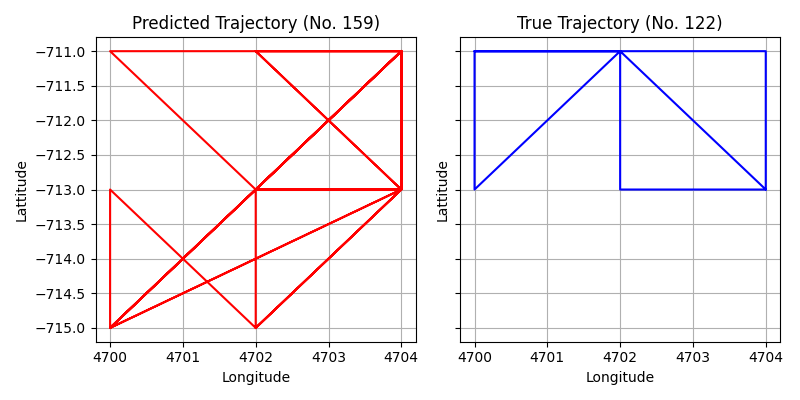 Predicted Trajectory (No. 159)
True Trajectory (No. 122)
−711.0
−711.5
−712.0
−712.5
−713.0
−713.5
−714.0
−714.5
−715.0
Lattitude
Lattitude
4700 4701 4702 4703 4704
4700 4701 4702 4703 4704
Longitude
Longitude